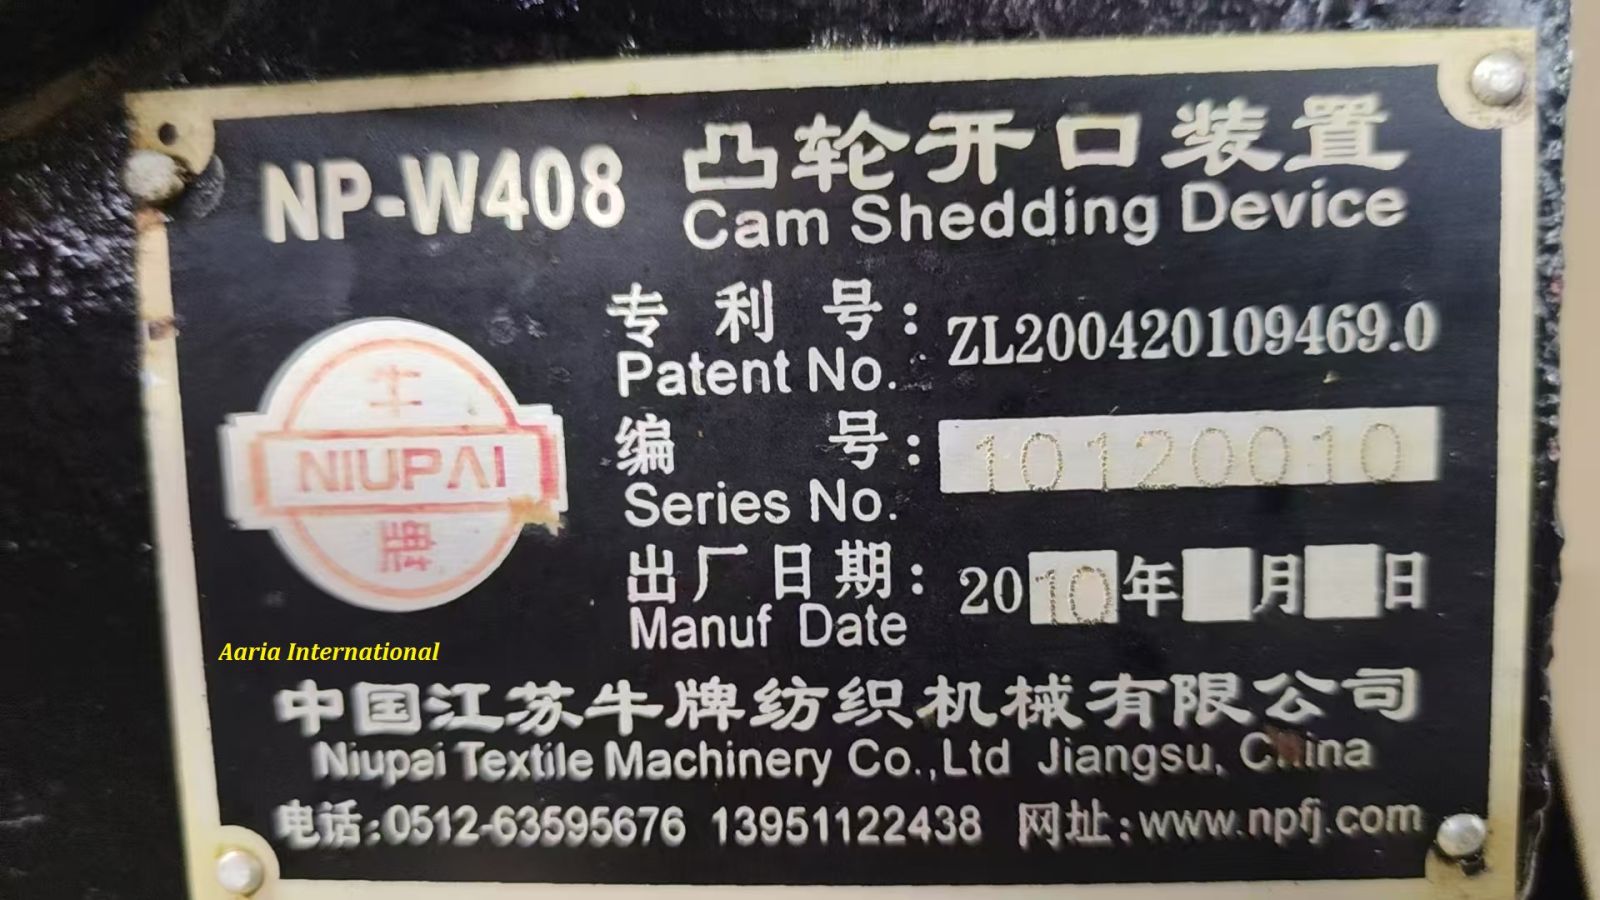 NP-W408 凸轮开口装置
Cam Shedding Device
专利号: ZL200420109469.0
Patent No.
编号: 10120010
Series No.
出厂日期: 2010年 月 日
Manuf Date
牛
NIUPAI
牌
Aaria International
中国江苏牛牌纺织机械有限公司
Niupai Textile Machinery Co.,Ltd Jiangsu, China
电话:0512-63595676 13951122438 网址:www.npfj.com